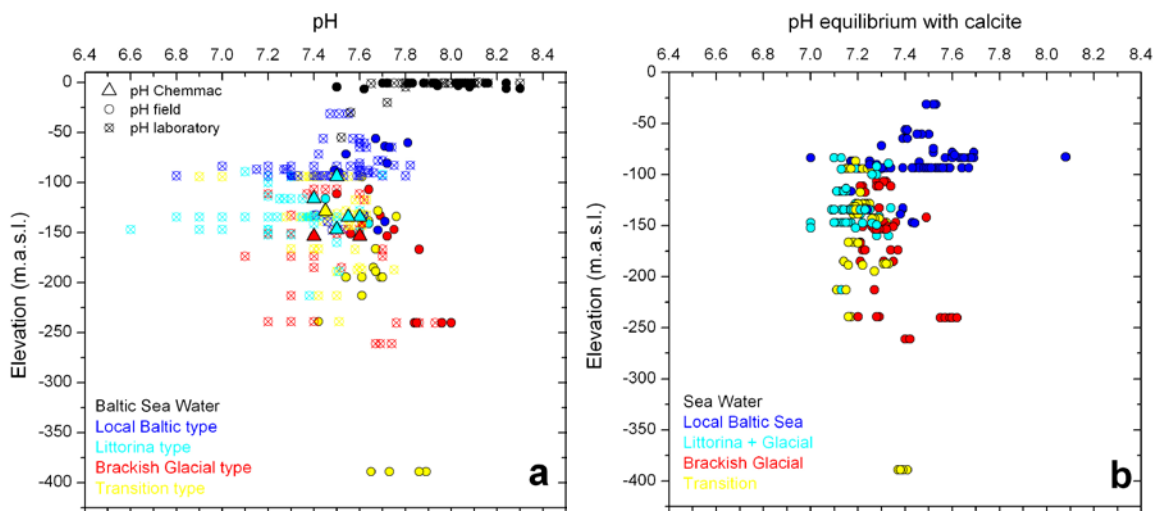 pH
6.4 6.6 6.8 7.0 7.2 7.4 7.6 7.8 8.0 8.2 8.4
0
-50
-100
-150
-200
-250
-300
-350
-400
Elevation (m.a.s.l.)
pH Chemmac
pH field
pH laboratory
Baltic Sea Water
Local Baltic type
Littorina type
Brackish Glacial type
Transition type
a
pH equilibrium with calcite
6.4 6.6 6.8 7.0 7.2 7.4 7.6 7.8 8.0 8.2 8.4
0
-50
-100
-150
-200
-250
-300
-350
-400
Elevation (m.a.s.l.)
Sea Water
Local Baltic Sea
Littorina + Glacial
Brackish Glacial
Transition
b